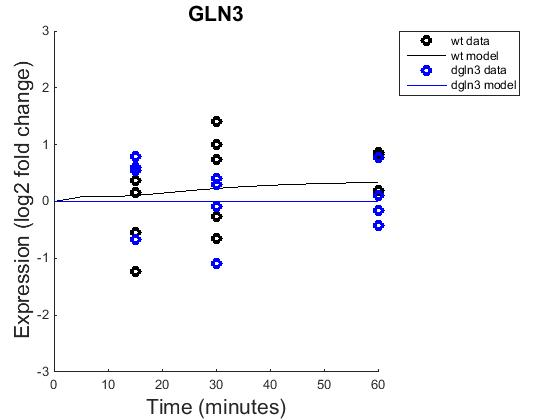 GLN3
3
2
1
0
-1
-2
-3
Expression (log2 fold change)
0 10 20 30 40 50 60
Time (minutes)
wt data
wt model
dgln3 data
dgln3 model